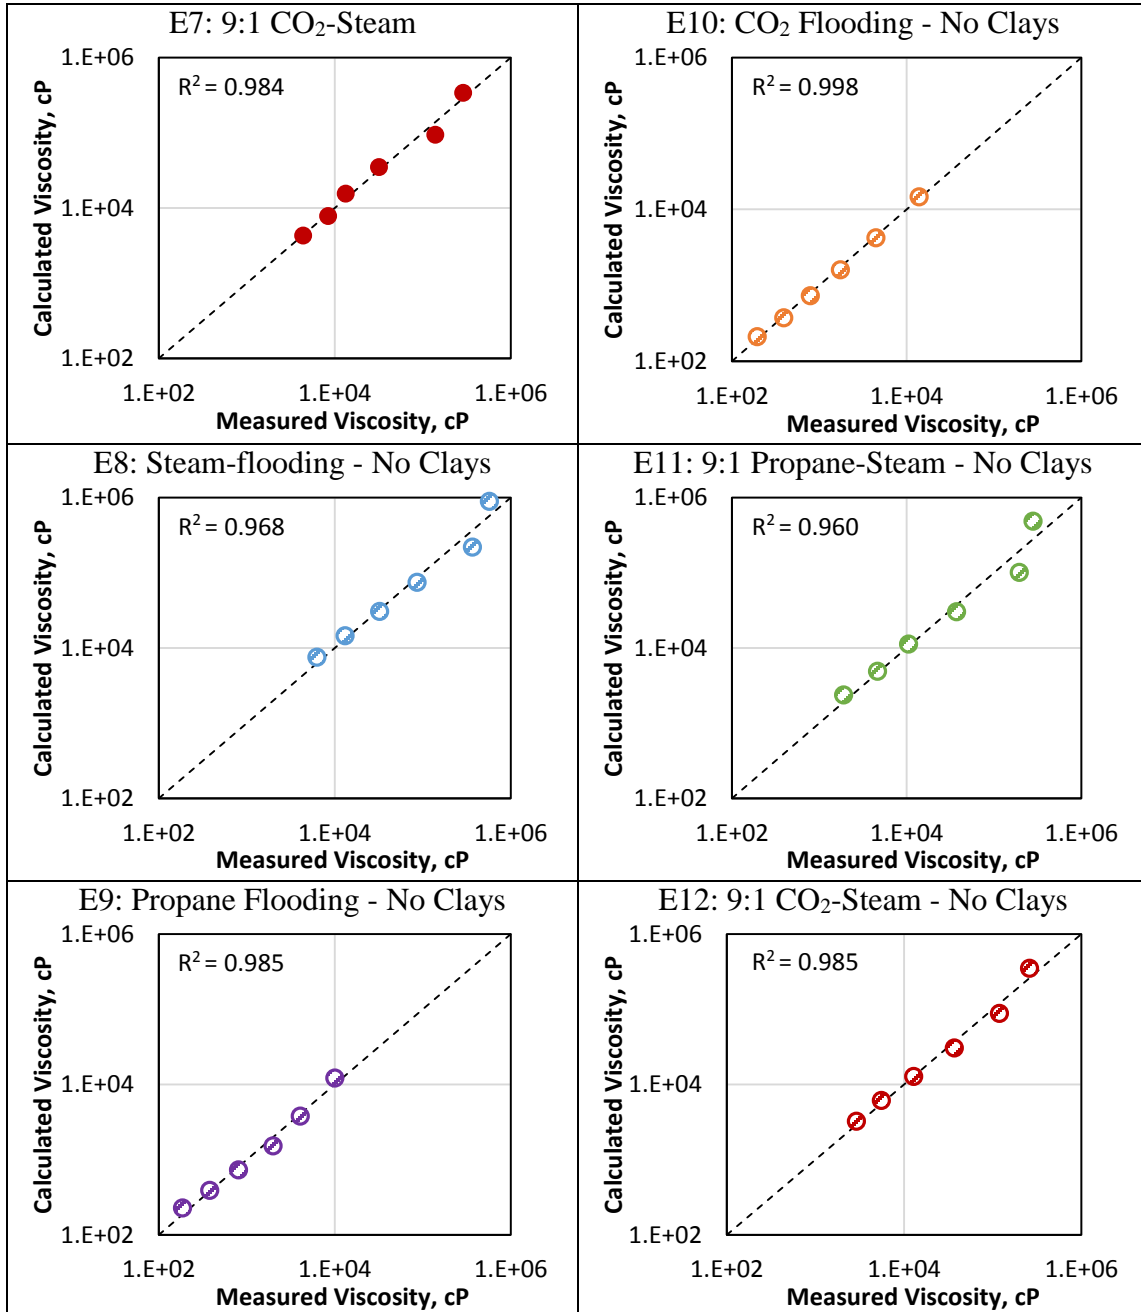 E7: 9:1 CO₂-Steam
R² = 0.984
Calculated Viscosity, cP
1.E+06
1.E+04
1.E+02
1.E+02 1.E+04 1.E+06
Measured Viscosity, cP
E10: CO₂ Flooding - No Clays
R² = 0.998
Calculated Viscosity, cP
1.E+06
1.E+04
1.E+02
1.E+02 1.E+04 1.E+06
Measured Viscosity, cP
E8: Steam-flooding - No Clays
R² = 0.968
Calculated Viscosity, cP
1.E+06
1.E+04
1.E+02
1.E+02 1.E+04 1.E+06
Measured Viscosity, cP
E11: 9:1 Propane-Steam - No Clays
R² = 0.960
Calculated Viscosity, cP
1.E+06
1.E+04
1.E+02
1.E+02 1.E+04 1.E+06
Measured Viscosity, cP
E9: Propane Flooding - No Clays
R² = 0.985
Calculated Viscosity, cP
1.E+06
1.E+04
1.E+02
1.E+02 1.E+04 1.E+06
Measured Viscosity, cP
E12: 9:1 CO₂-Steam - No Clays
R² = 0.985
Calculated Viscosity, cP
1.E+06
1.E+04
1.E+02
1.E+02 1.E+04 1.E+06
Measured Viscosity, cP